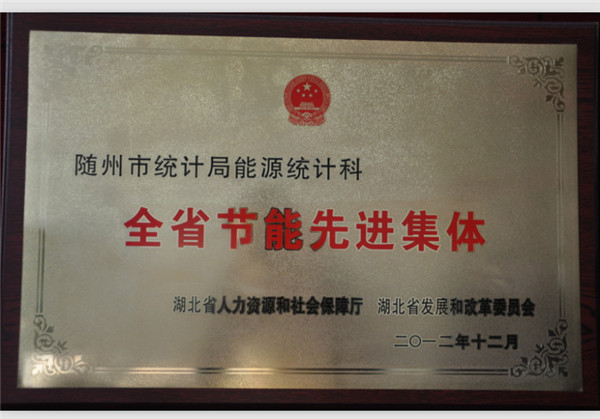 随州市统计局能源统计科
全省节能先进集体
湖北省人力资源和社会保障厅 湖北省发展和改革委员会
二〇一二年十二月